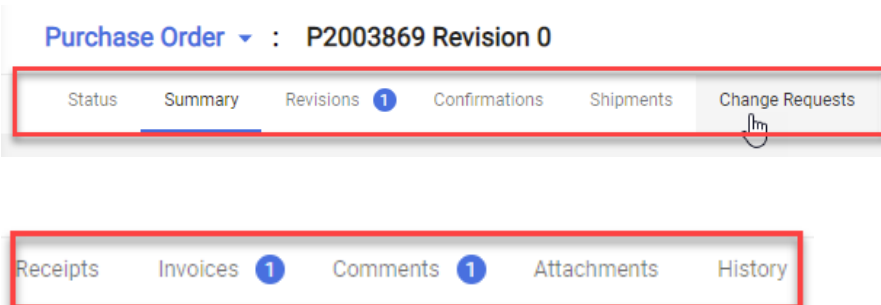 Purchase Order : P2003869 Revision 0
Status Summary Revisions 1 Confirmations Shipments Change Requests
Receipts Invoices 1 Comments 1 Attachments History